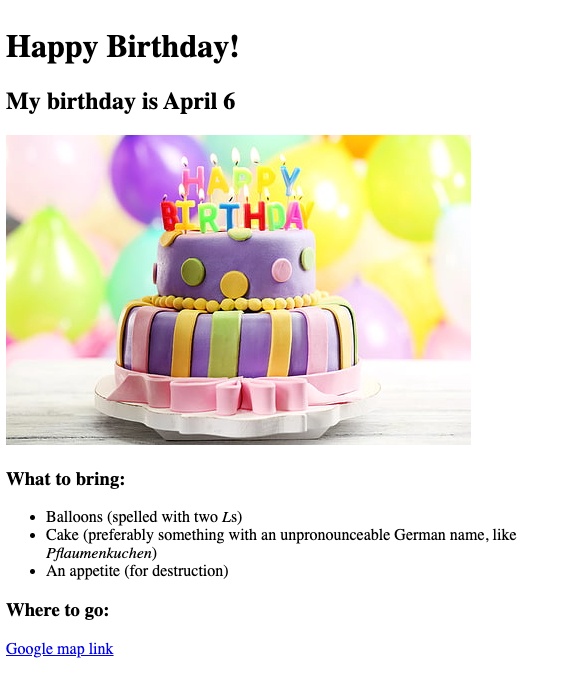 Happy Birthday!
My birthday is April 6
HAPPY
BIRTHDAY
What to bring:
Balloons (spelled with two Ls)
Cake (preferably something with an unpronounceable German name, like
Pflaumenkuchen)
An appetite (for destruction)
Where to go:
Google map link